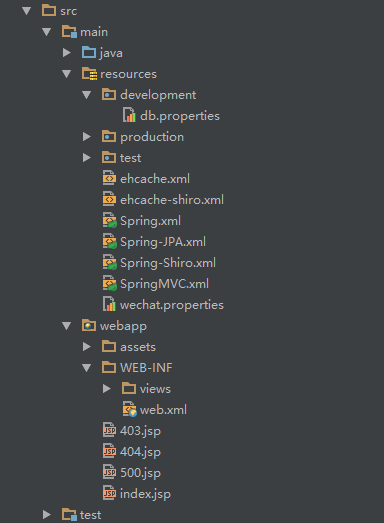 src
main
java
resources
development
db.properties
production
test
ehcache.xml
ehcache-shiro.xml
Spring.xml
Spring-JPA.xml
Spring-Shiro.xml
SpringMVC.xml
wechat.properties
webapp
assets
WEB-INF
views
web.xml
403.jsp
404.jsp
500.jsp
index.jsp
test